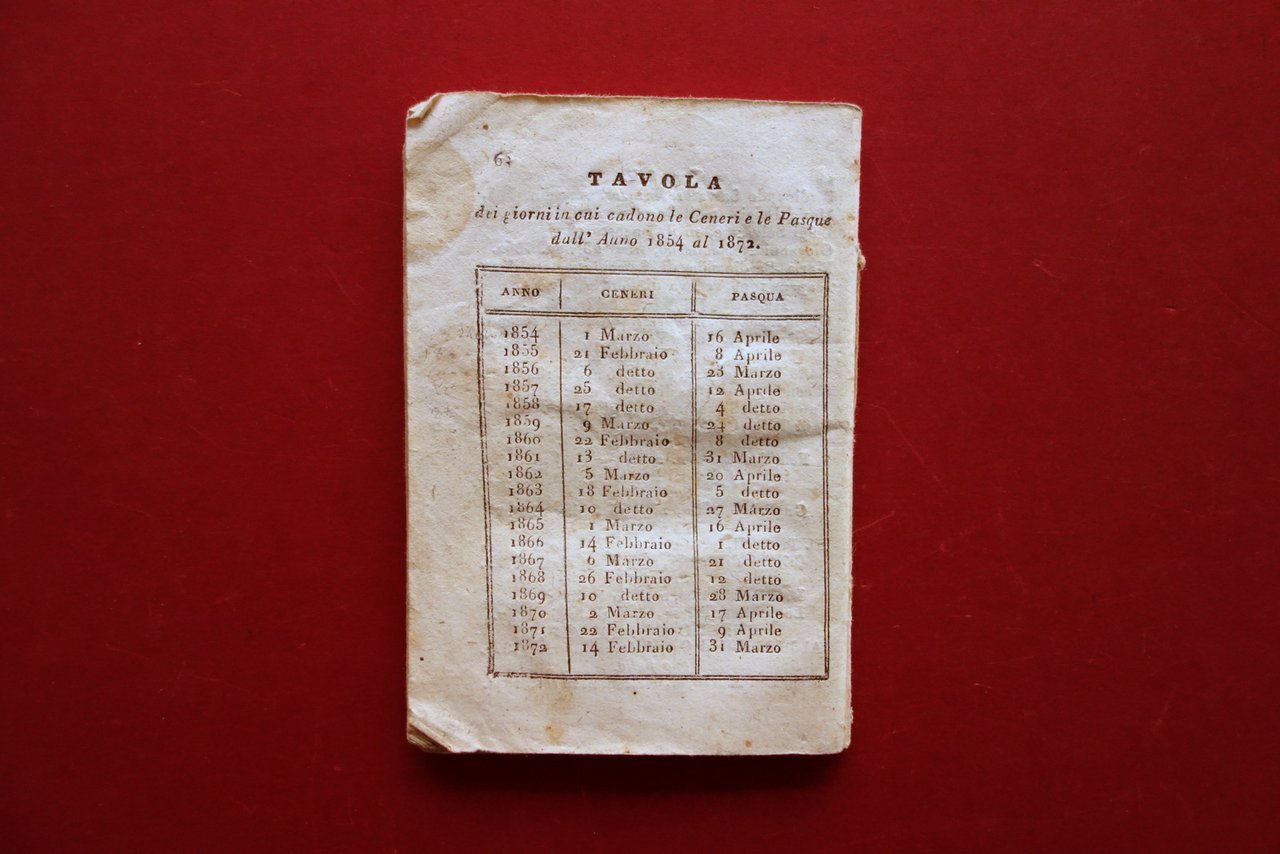 TAVOLA
dei giorni in cui cadono le Ceneri e le Pasque
dall' Anno 1854 al 1872.
ANNO CENERI PASQUA
1854 1 Marzo 16 Aprile
1855 21 Febbraio 8 Aprile
1856 6 detto 23 Marzo
1857 25 detto 12 Aprile
1858 17 detto 4 detto
1859 9 Marzo 24 detto
1860 22 Febbraio 8 detto
1861 13 detto 31 Marzo
1862 5 Marzo 20 Aprile
1863 18 Febbraio 5 detto
1864 10 detto 27 Marzo
1865 1 Marzo 16 Aprile
1866 14 Febbraio 1 detto
1867 6 Marzo 21 detto
1868 26 Febbraio 12 detto
1869 10 detto 28 Marzo
1870 2 Marzo 17 Aprile
1871 22 Febbraio 9 Aprile
1872 14 Febbraio 31 Marzo